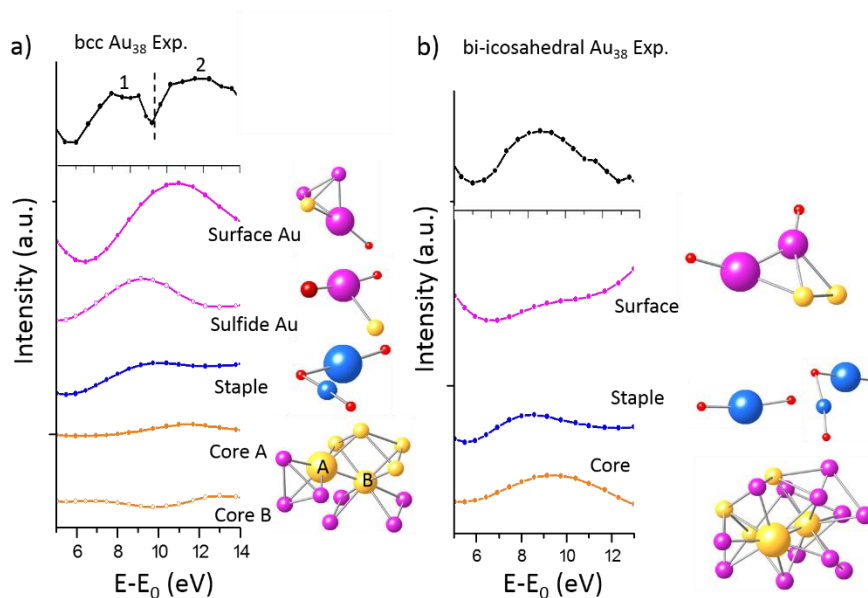 a)
bcc Au₃₈ Exp.
1
2
Intensity (a.u.)
Surface Au
Sulfide Au
Staple
Core A
Core B
A
B
6 8 10 12 14
E-E₀ (eV)
b)
bi-icosahedral Au₃₈ Exp.
Intensity (a.u.)
Surface
Staple
Core
6 8 10 12
E-E₀ (eV)